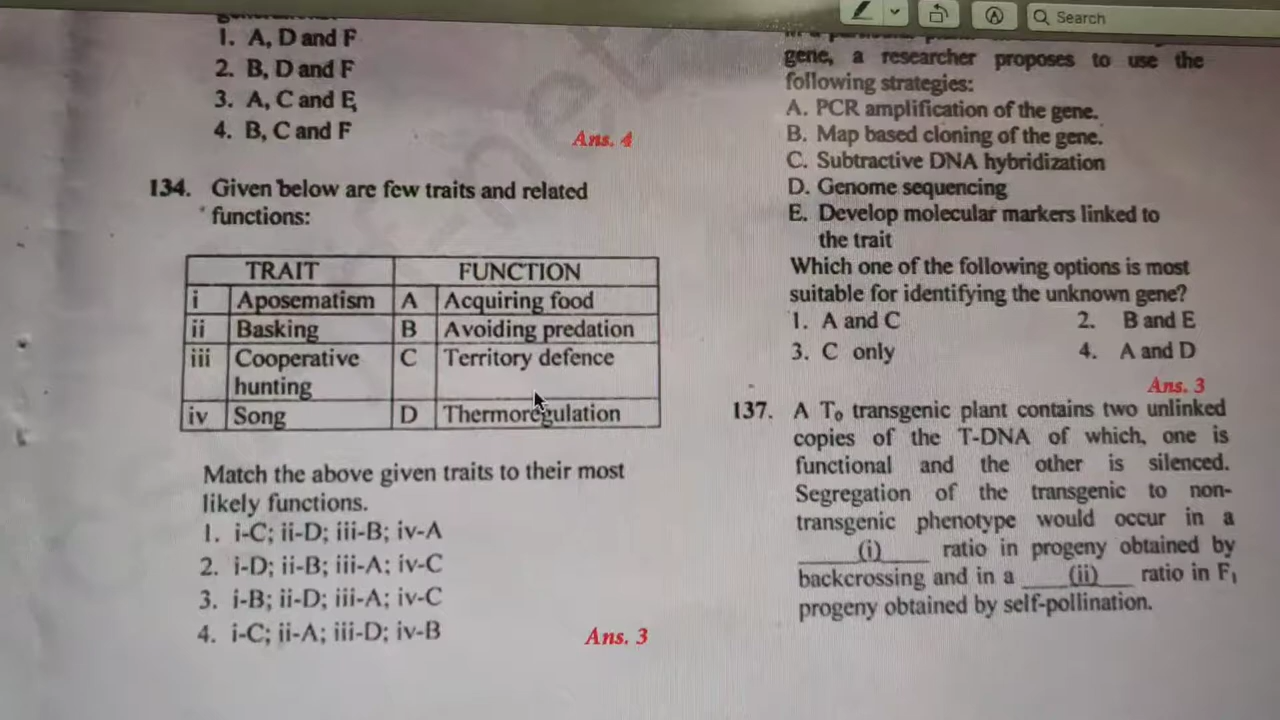 Search
1. A, D and F
2. B, D and F
3. A, C and E
4. B, C and F
Ans. 4
134. Given below are few traits and related
functions:
TRAIT FUNCTION
i Aposematism A Acquiring food
ii Basking B Avoiding predation
iii Cooperative C Territory defence
hunting
iv Song D Thermoregulation
Match the above given traits to their most
likely functions.
1. i-C; ii-D; iii-B; iv-A
2. i-D; ii-B; iii-A; iv-C
3. i-B; ii-D; iii-A; iv-C
4. i-C; ii-A; iii-D; iv-B
Ans. 3
gene, a researcher proposes to use the
following strategies:
A. PCR amplification of the gene.
B. Map based cloning of the gene.
C. Subtractive DNA hybridization
D. Genome sequencing
E. Develop molecular markers linked to
the trait
Which one of the following options is most
suitable for identifying the unknown gene?
1. A and C 2. B and E
3. C only 4. A and D
Ans. 3
137. A T₀ transgenic plant contains two unlinked
copies of the T-DNA of which, one is
functional and the other is silenced.
Segregation of the transgenic to non-
transgenic phenotype would occur in a
____(i)____ ratio in progeny obtained by
backcrossing and in a ____(ii)____ ratio in F₁
progeny obtained by self-pollination.